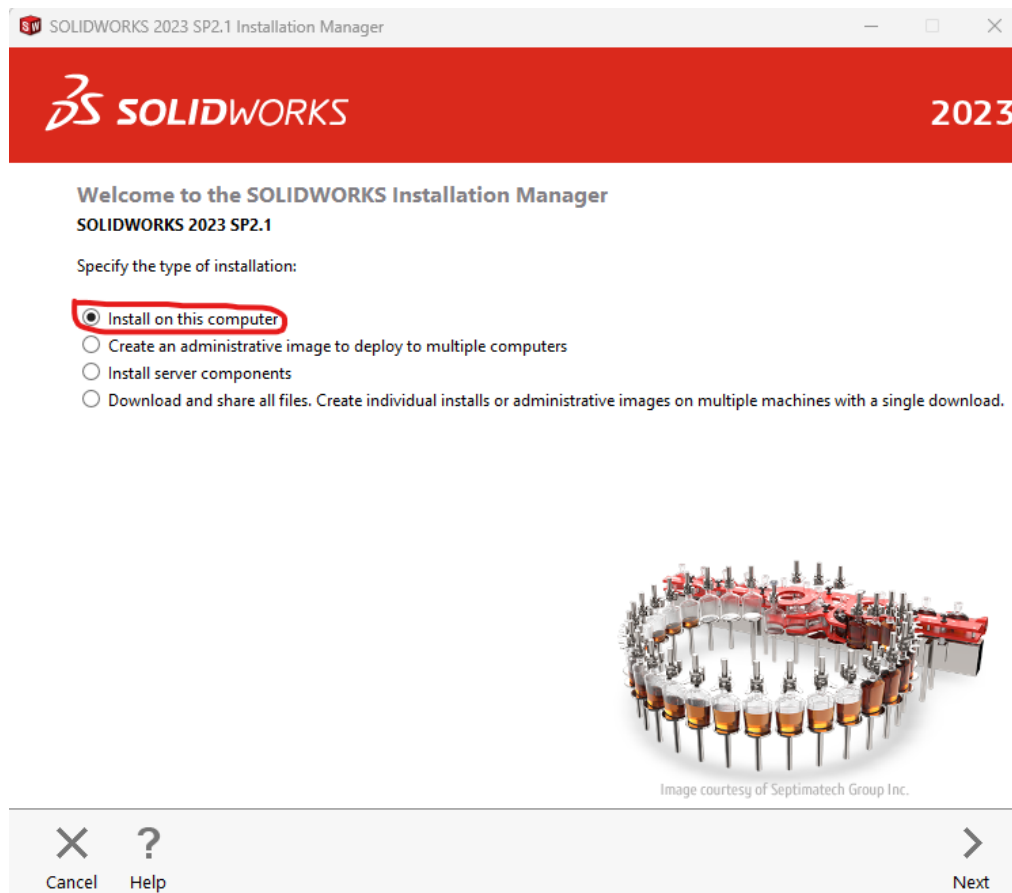 SOLIDWORKS 2023 SP2.1 Installation Manager
SOLIDWORKS
2023
Welcome to the SOLIDWORKS Installation Manager
SOLIDWORKS 2023 SP2.1
Specify the type of installation:
Install on this computer
Create an administrative image to deploy to multiple computers
Install server components
Download and share all files. Create individual installs or administrative images on multiple machines with a single download.
Image courtesy of Septimatech Group Inc.
Cancel
Help
Next